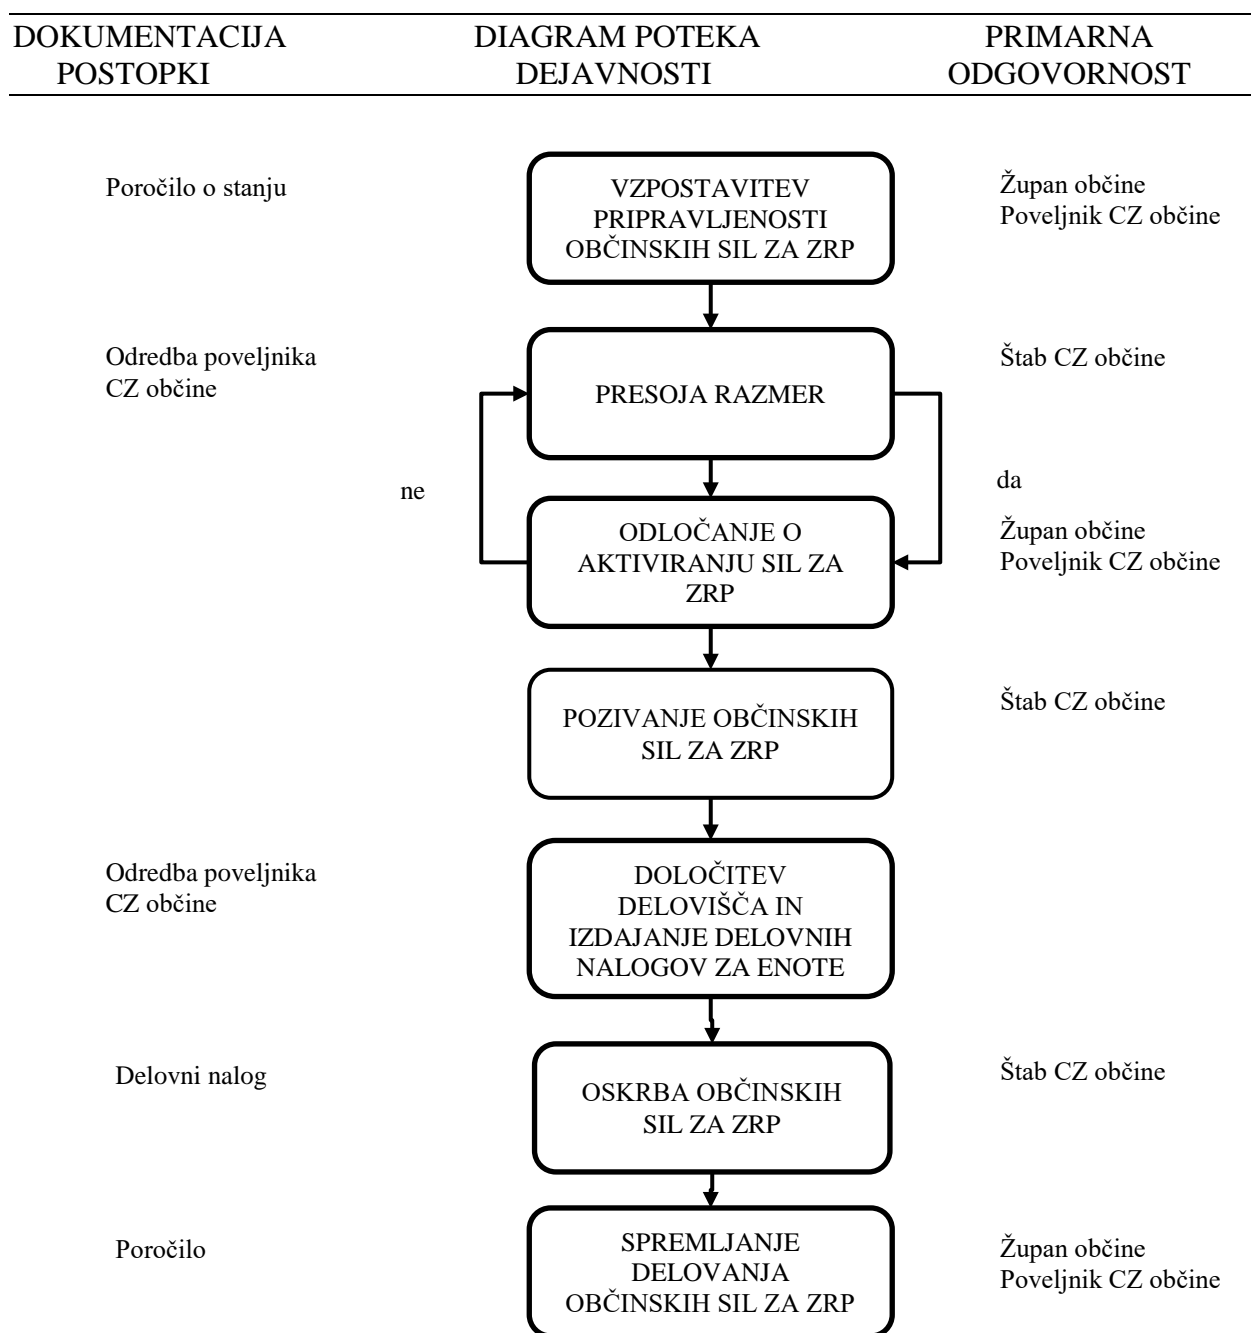 DOKUMENTACIJA
POSTOPKI
DIAGRAM POTEKA
DEJAVNOSTI
PRIMARNA
ODGOVORNOST
Poročilo o stanju
VZPOSTAVITEV
PRIPRAVLJENOSTI
OBČINSKIH SIL ZA ZRP
Župan občine
Poveljnik CZ občine
Odredba poveljnika
CZ občine
PRESOJA RAZMER
Štab CZ občine
ne
da
ODLOČANJE O
AKTIVIRANJU SIL ZA
ZRP
Župan občine
Poveljnik CZ občine
POZIVANJE OBČINSKIH
SIL ZA ZRP
Štab CZ občine
Odredba poveljnika
CZ občine
DOLOČITEV
DELOVIŠČA IN
IZDAJANJE DELOVNIH
NALOGOV ZA ENOTE
Delovni nalog
OSKRBA OBČINSKIH
SIL ZA ZRP
Štab CZ občine
Poročilo
SPREMLJANJE
DELOVANJA
OBČINSKIH SIL ZA ZRP
Župan občine
Poveljnik CZ občine